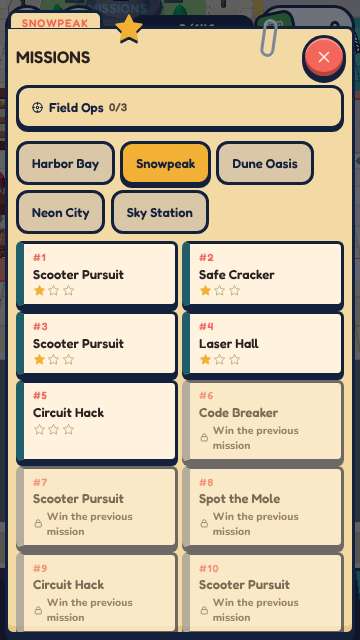 SNOWPEAK
MISSIONS
Field Ops 0/3
Harbor Bay
Snowpeak
Dune Oasis
Neon City
Sky Station
#1
Scooter Pursuit
#2
Safe Cracker
#3
Scooter Pursuit
#4
Laser Hall
#5
Circuit Hack
#6
Code Breaker
Win the previous
mission
#7
Scooter Pursuit
Win the previous
mission
#8
Spot the Mole
Win the previous
mission
#9
Circuit Hack
Win the previous
mission
#10
Scooter Pursuit
Win the previous
mission